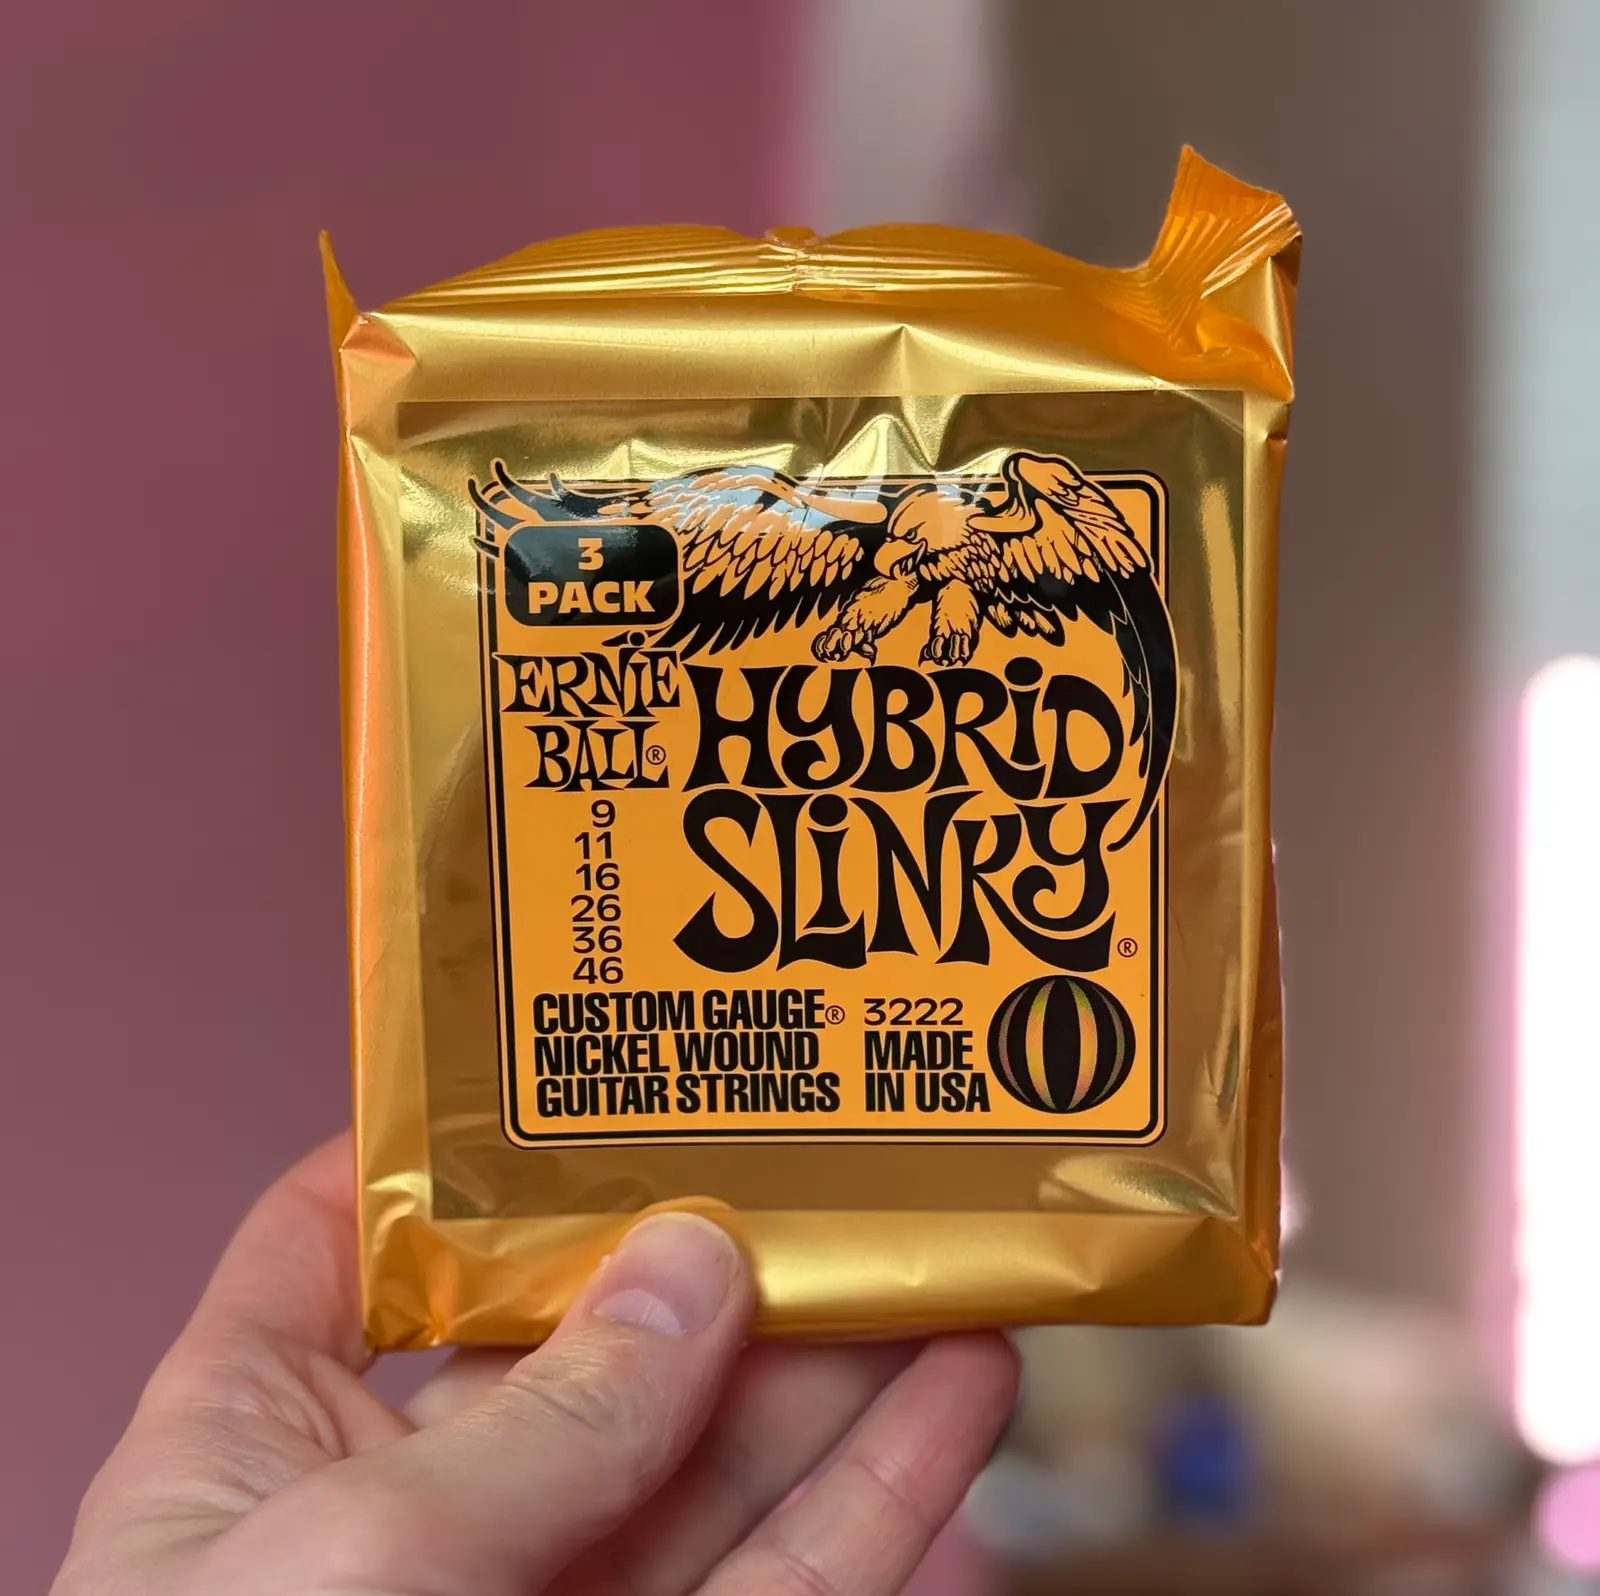 3
PACK
ERNiE
BALL®
HYBRiD
SLiNKY®
9
11
16
26
36
46
CUSTOM GAUGE®
NICKEL WOUND
GUITAR STRINGS
3222
MADE
IN USA